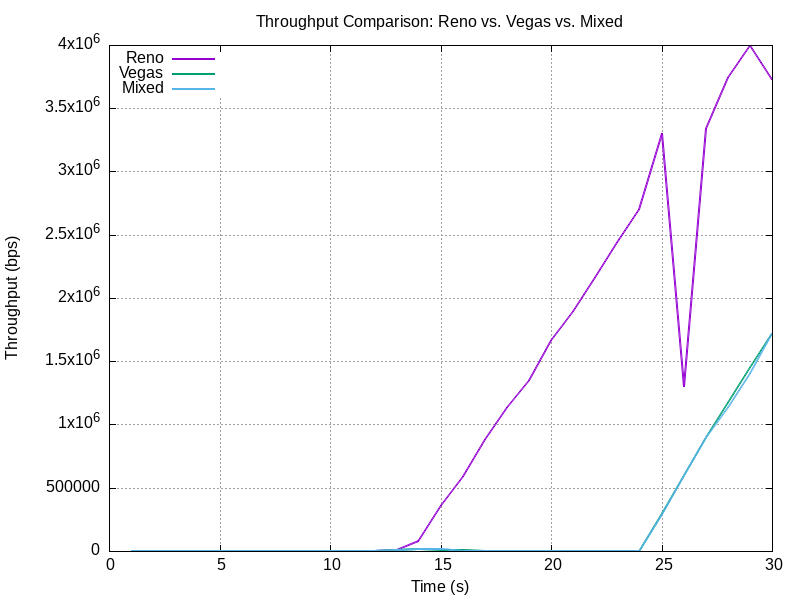 Throughput Comparison: Reno vs. Vegas vs. Mixed
4x10^6
3.5x10^6
3x10^6
2.5x10^6
2x10^6
1.5x10^6
1x10^6
500000
0
Throughput (bps)
Reno
Vegas
Mixed
0 5 10 15 20 25 30
Time (s)